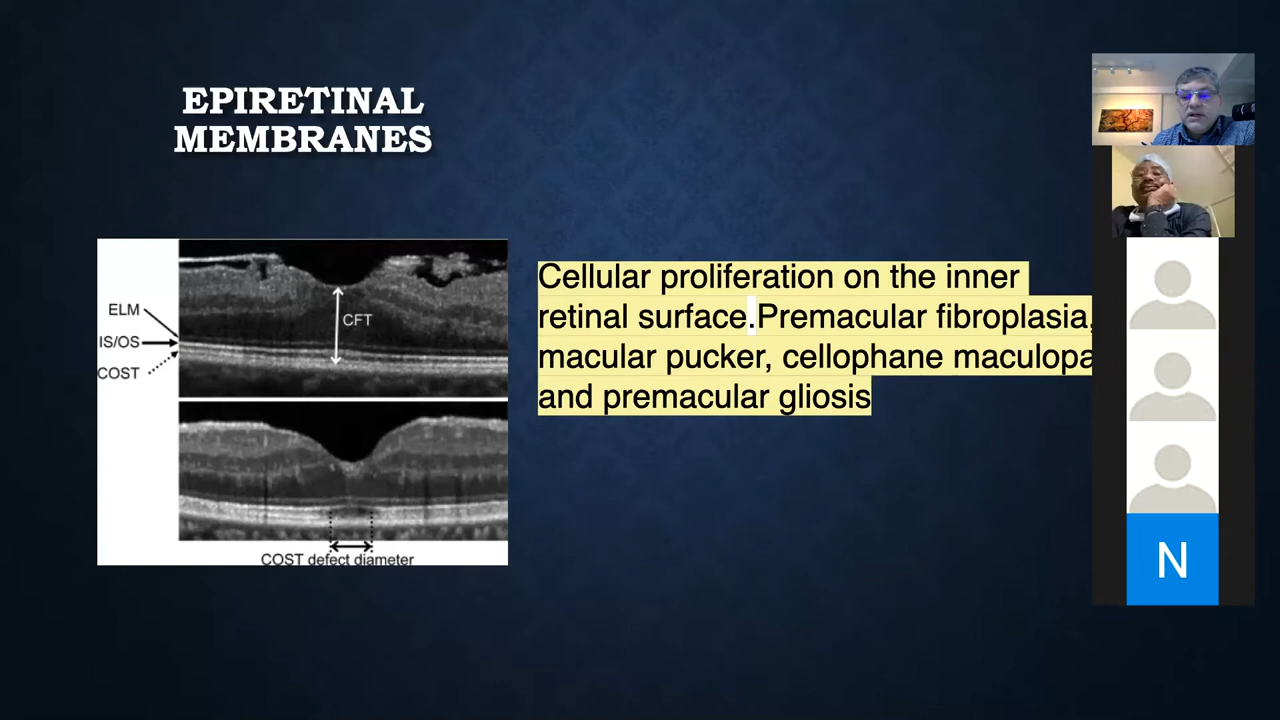 EPIRETINAL
MEMBRANES
ELM
IS/OS
COST
CFT
COST defect diameter
Cellular proliferation on the inner
retinal surface.Premacular fibroplasia,
macular pucker, cellophane maculopa
and premacular gliosis
N